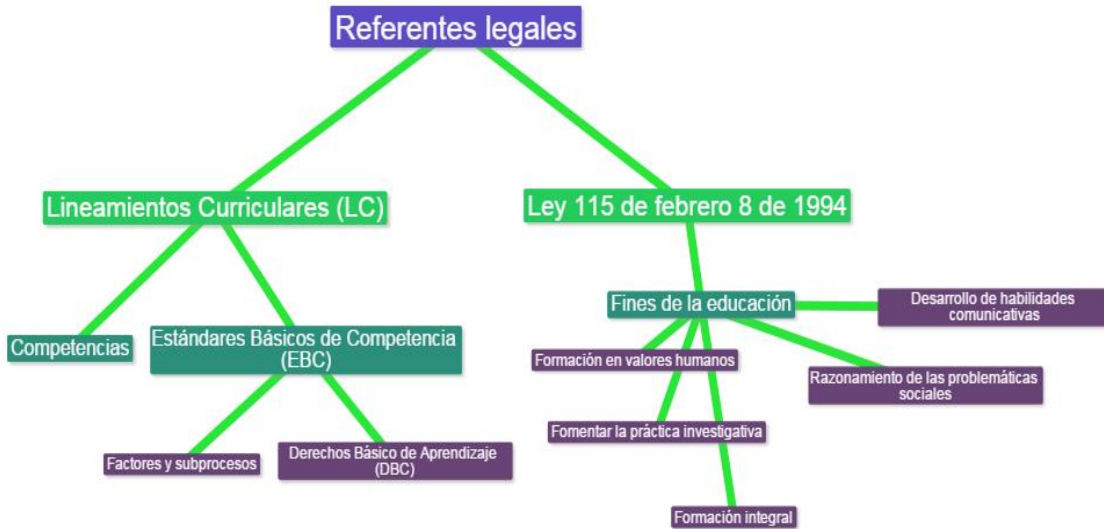 Referentes legales
Lineamientos Curriculares (LC)
Ley 115 de febrero 8 de 1994
Competencias
Estándares Básicos de Competencia
(EBC)
Factores y subprocesos
Derechos Básico de Aprendizaje
(DBC)
Fines de la educación
Desarrollo de habilidades
comunicativas
Formación en valores humanos
Razonamiento de las problemáticas
sociales
Fomentar la práctica investigativa
Formación integral